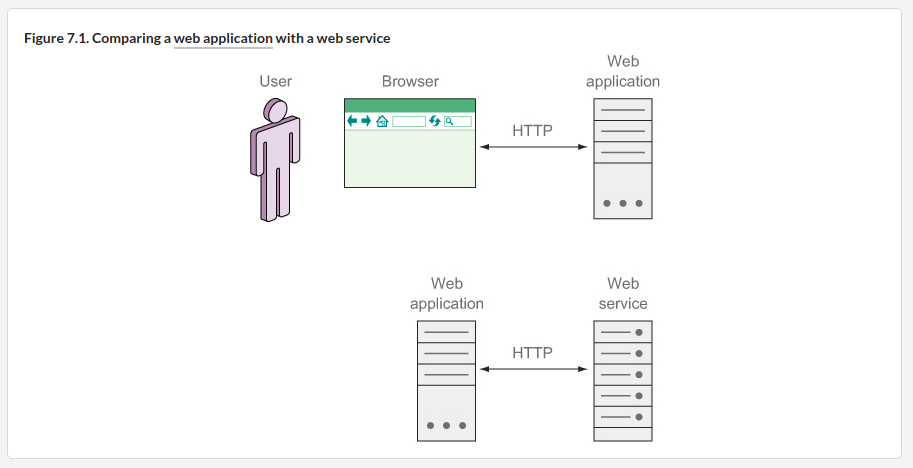 Figure 7.1. Comparing a web application with a web service
User
Browser
Web
application
HTTP
Web
application
Web
service
HTTP